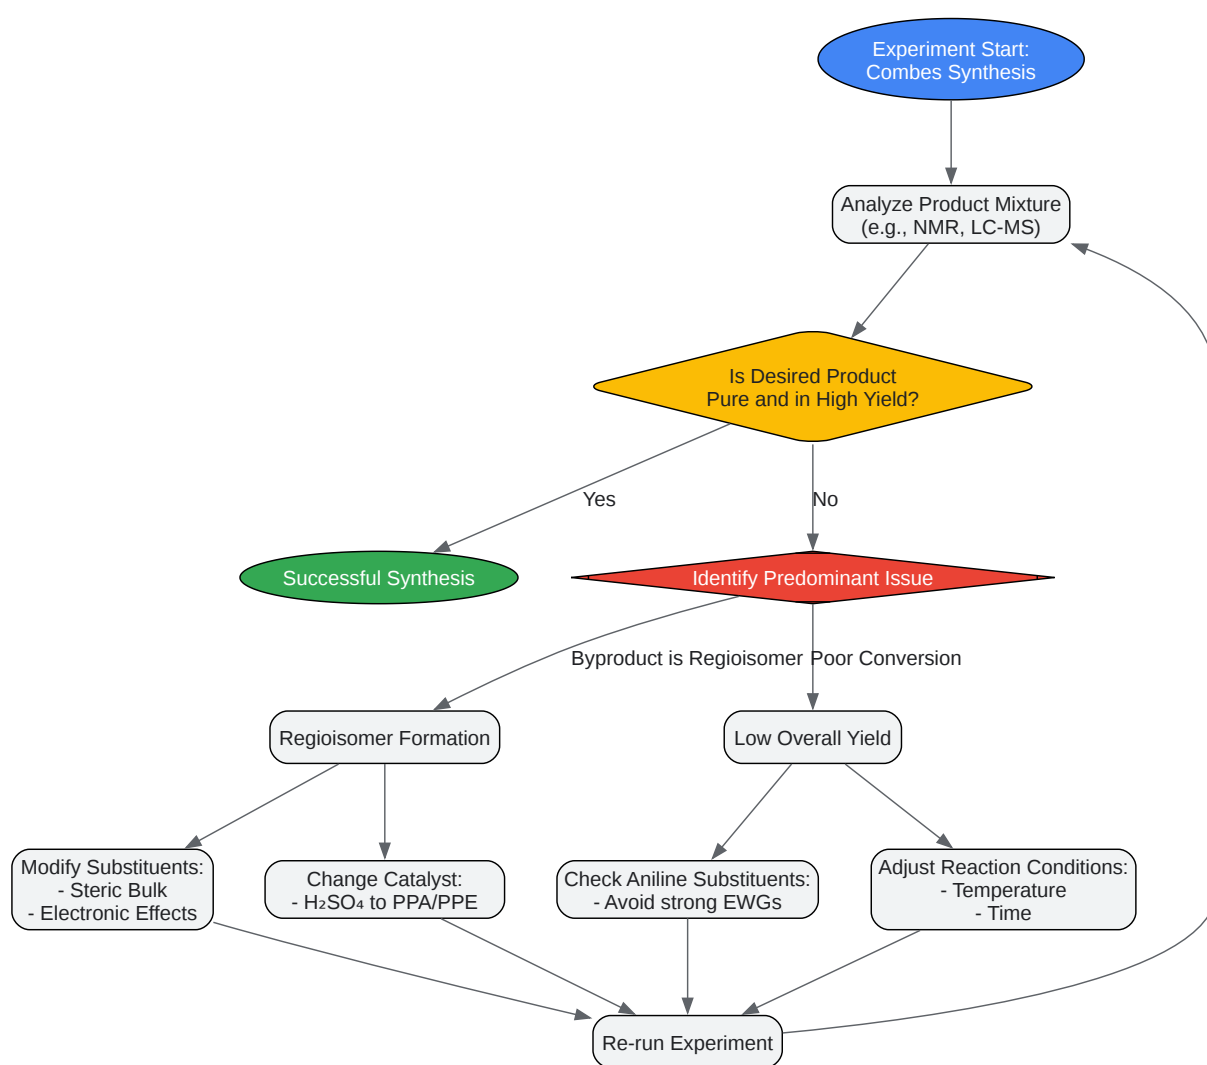 Experiment Start:
Combes Synthesis
Analyze Product Mixture
(e.g., NMR, LC-MS)
Is Desired Product
Pure and in High Yield?
Yes
No
Successful Synthesis
Identify Predominant Issue
Byproduct is Regioisomer
Poor Conversion
Regioisomer Formation
Low Overall Yield
Modify Substituents:
- Steric Bulk
- Electronic Effects
Change Catalyst:
- H₂SO₄ to PPA/PPE
Check Aniline Substituents:
- Avoid strong EWGs
Adjust Reaction Conditions:
- Temperature
- Time
Re-run Experiment